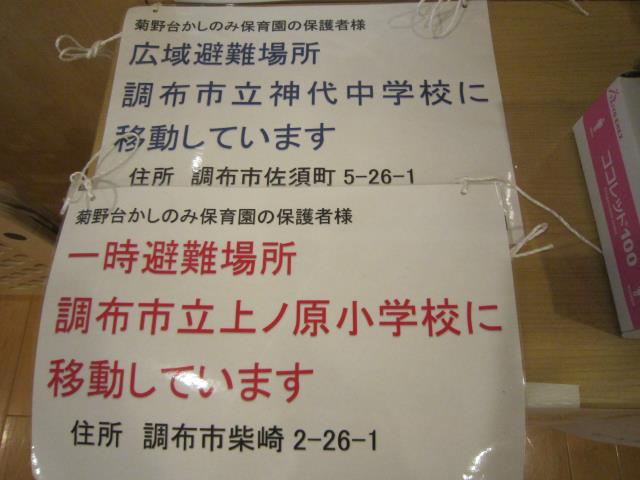 菊野台かしのみ保育園の保護者様
広域避難場所
調布市立神代中学校に
移動しています
住所 調布市佐須町 5-26-1
菊野台かしのみ保育園の保護者様
一時避難場所
調布市立上ノ原小学校に
移動しています
住所 調布市柴崎 2-26-1
ココレッド100